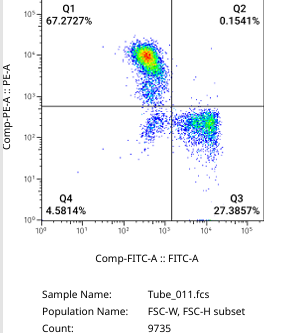 Q1
67.2727%
Q2
0.1541%
Q4
4.5814%
Q3
27.3857%
10⁵
10⁴
10³
10²
10¹
10⁰
10⁰
10¹
10²
10³
10⁴
10⁵
Comp-PE-A :: PE-A
Comp-FITC-A :: FITC-A
Sample Name: Tube_011.fcs
Population Name: FSC-W, FSC-H subset
Count: 9735